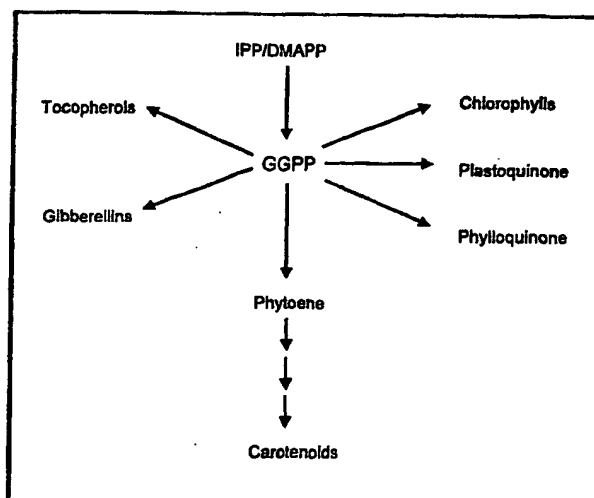 IPP/DMAPP
Tocopherols
Chlorophylls
GGPP
Plastoquinone
Gibberellins
Phylloquinone
Phytoene
Carotenoids